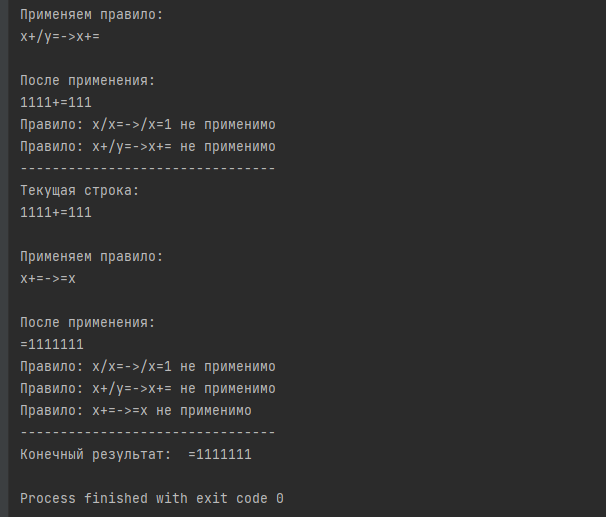 Применяем правило:
x+/y=->x+=
После применения:
1111+=111
Правило: x/x=->/x=1 не применимо
Правило: x+/y=->x+= не применимо
--------------------------------
Текущая строка:
1111+=111
Применяем правило:
x+=->=x
После применения:
=1111111
Правило: x/x=->/x=1 не применимо
Правило: x+/y=->x+= не применимо
Правило: x+=->=x не применимо
--------------------------------
Конечный результат:  =1111111
Process finished with exit code 0